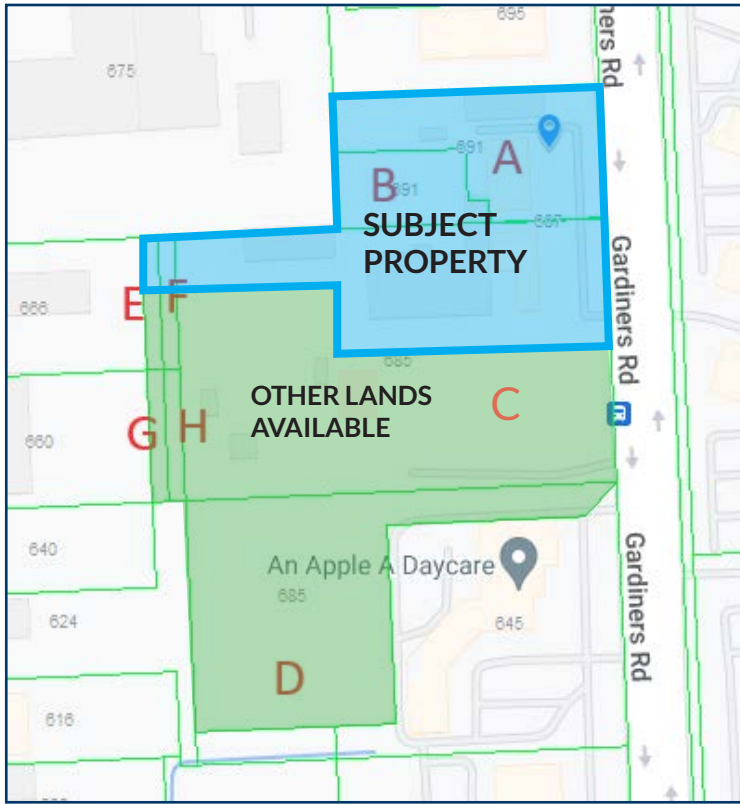 695
Gardiners Rd
675
691
A
B
691
687
SUBJECT
PROPERTY
E
F
666
685
Gardiners Rd
OTHER LANDS
AVAILABLE
C
G
H
660
640
An Apple A Daycare
685
645
Gardiners Rd
624
D
616